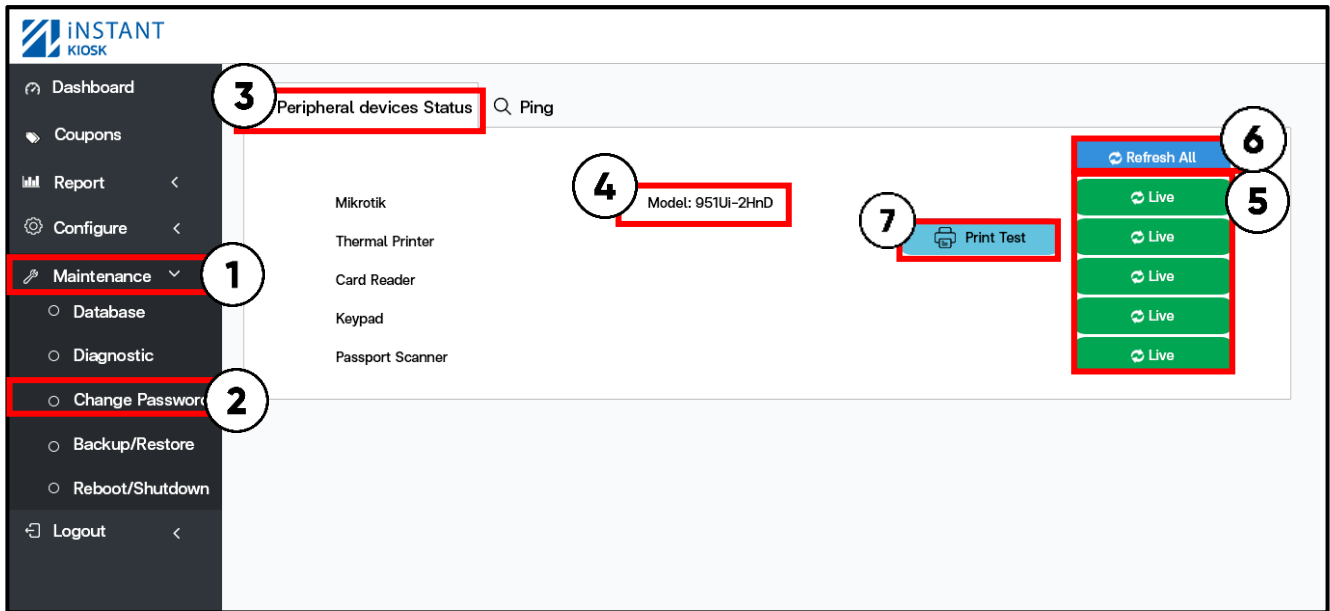 iNSTANT
KIOSK
Dashboard
Coupons
Report
Configure
Maintenance
Database
Diagnostic
Change Password
Backup/Restore
Reboot/Shutdown
Logout
1
2
3
Peripheral devices Status
Ping
6
Refresh All
4
5
Mikrotik
Model: 951Ui-2HnD
Live
7
Thermal Printer
Print Test
Live
Card Reader
Live
Keypad
Live
Passport Scanner
Live